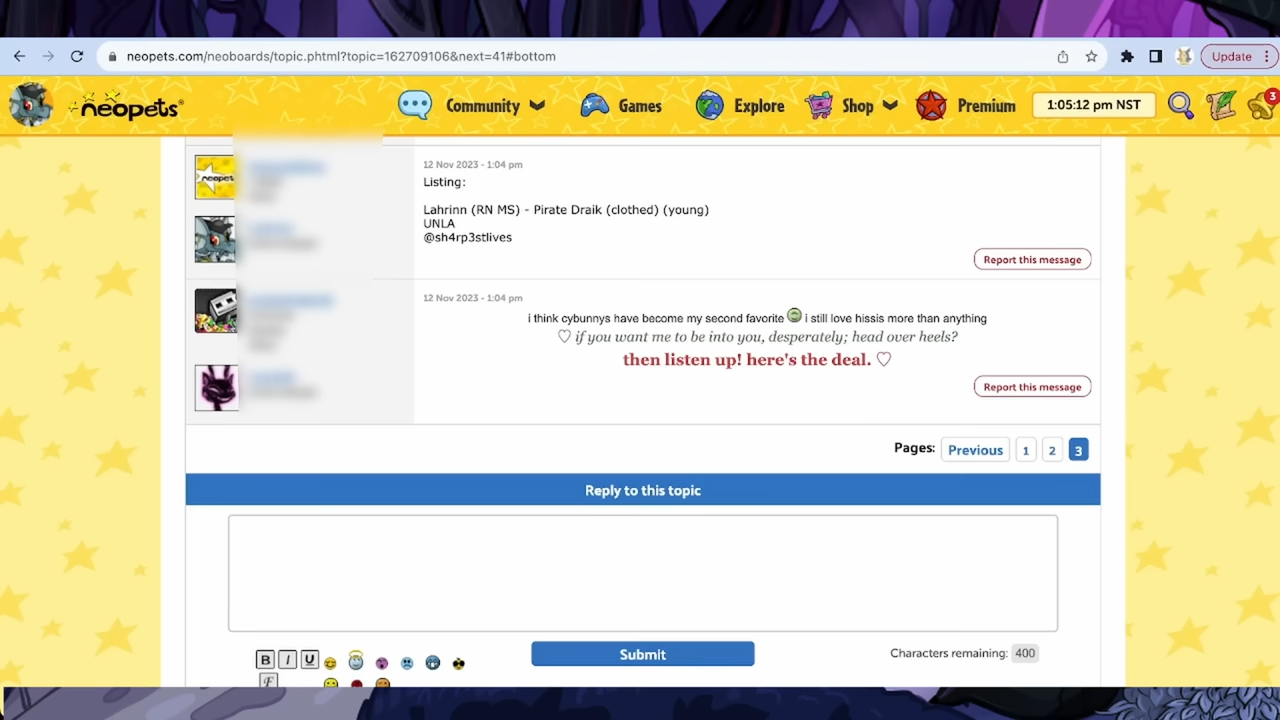 neopets.com/neoboards/topic.phtml?topic=162709106&next=41#bottom
Update
neopets
Community
Games
Explore
Shop
Premium
1:05:12 pm NST
3
neopets
12 Nov 2023 - 1:04 pm
Listing:
Lahrinn (RN MS) - Pirate Draik (clothed) (young)
UNLA
@sh4rp3stlives
Report this message
12 Nov 2023 - 1:04 pm
i think cybunnys have become my second favorite i still love hissis more than anything
♡ if you want me to be into you, desperately; head over heels?
then listen up! here's the deal. ♡
Report this message
Pages: Previous 1 2 3
Reply to this topic
B I U
F
Submit
Characters remaining: 400